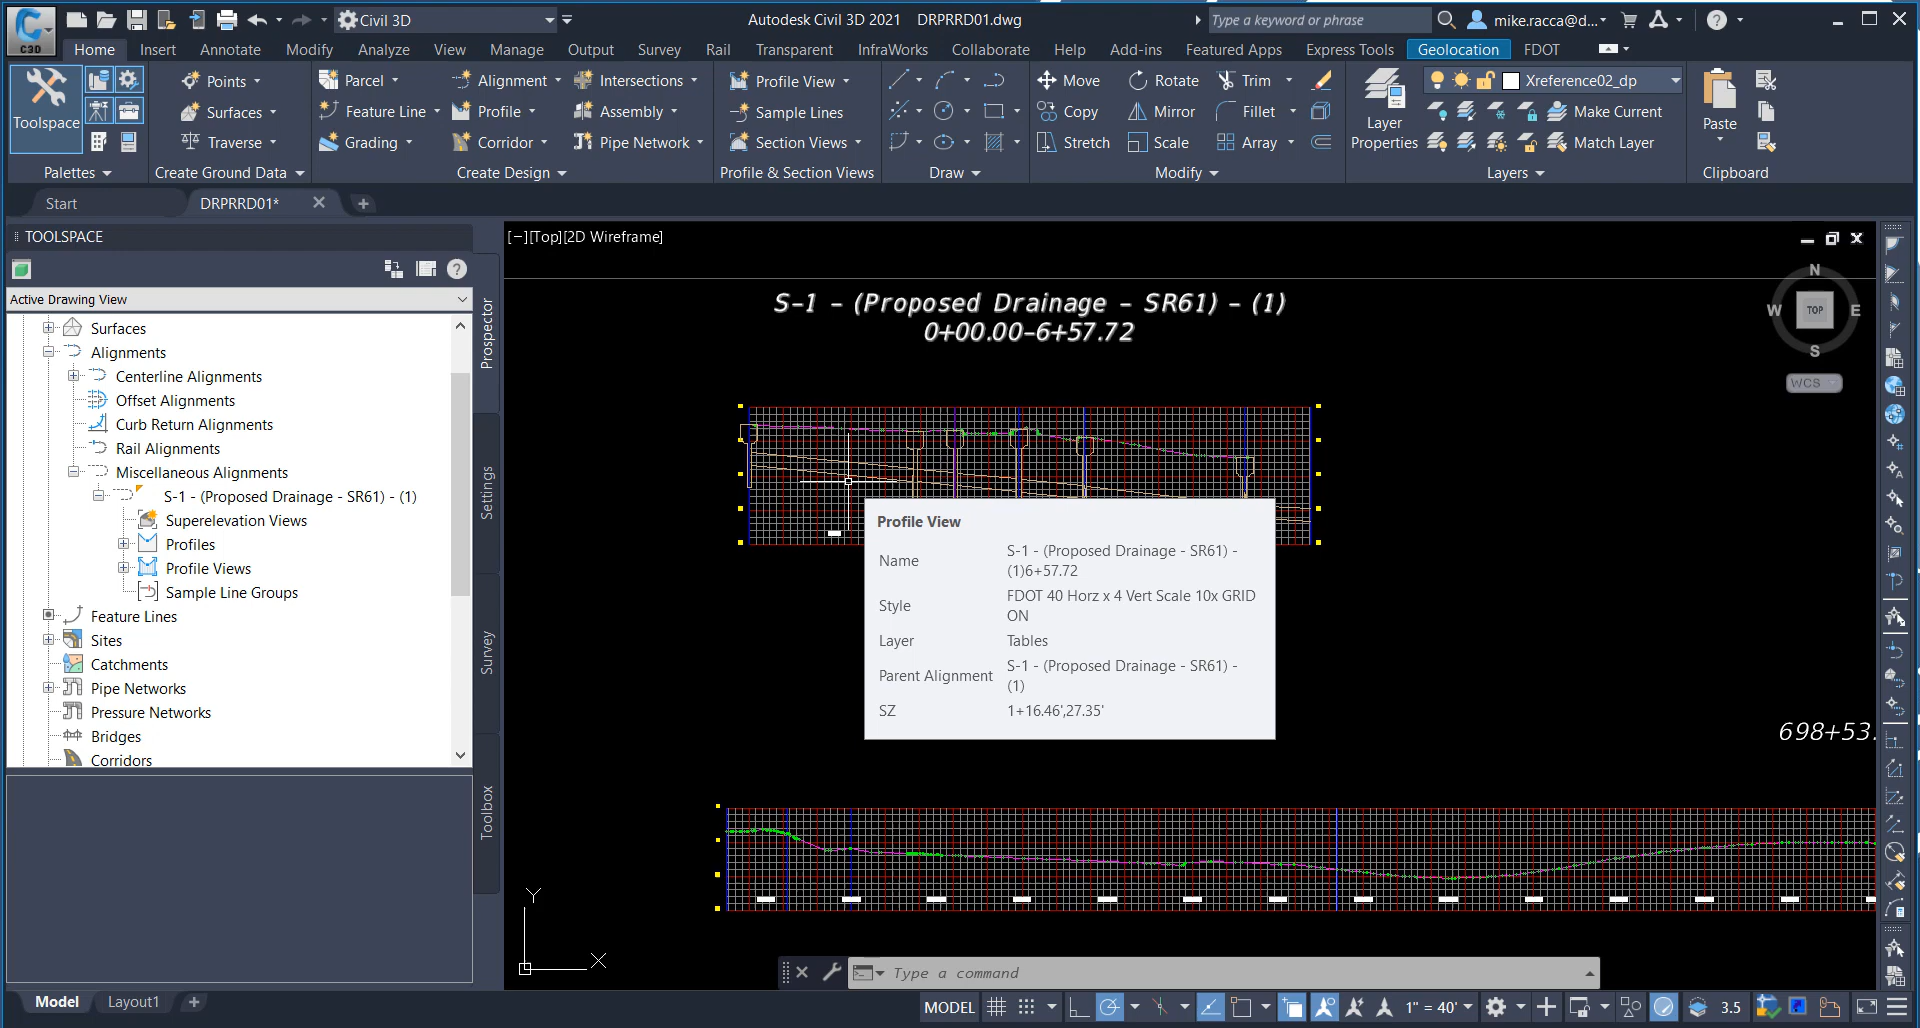 Civil 3D
Autodesk Civil 3D 2021 DRPRRD01.dwg
Type a keyword or phrase
mike.racca@d...
C3D
Home Insert Annotate Modify Analyze View Manage Output Survey Rail Transparent InfraWorks Collaborate Help Add-ins Featured Apps Express Tools Geolocation FDOT
Toolspace
Points
Surfaces
Traverse
Parcel
Feature Line
Grading
Alignment
Profile
Corridor
Intersections
Assembly
Pipe Network
Profile View
Sample Lines
Section Views
Move
Copy
Stretch
Rotate
Mirror
Scale
Trim
Fillet
Array
Layer
Properties
Xreference02_dp
Make Current
Match Layer
Paste
Palettes
Create Ground Data
Create Design
Profile & Section Views
Draw
Modify
Layers
Clipboard
Start
DRPRRD01*
TOOLSPACE
Active Drawing View
Surfaces
Alignments
Centerline Alignments
Offset Alignments
Curb Return Alignments
Rail Alignments
Miscellaneous Alignments
S-1 - (Proposed Drainage - SR61) - (1)
Superelevation Views
Profiles
Profile Views
Sample Line Groups
Feature Lines
Sites
Catchments
Pipe Networks
Pressure Networks
Bridges
Corridors
Prospector
Settings
Survey
Toolbox
[−][Top][2D Wireframe]
S-1 - (Proposed Drainage - SR61) - (1)
0+00.00-6+57.72
N
W TOP E
S
WCS
Profile View
Name S-1 - (Proposed Drainage - SR61) -
(1)6+57.72
Style FDOT 40 Horz x 4 Vert Scale 10x GRID
ON
Layer Tables
Parent Alignment S-1 - (Proposed Drainage - SR61) -
(1)
SZ 1+16.46',27.35'
698+53.
Y
X
Type a command
Model Layout1
MODEL
1" = 40'
3.5